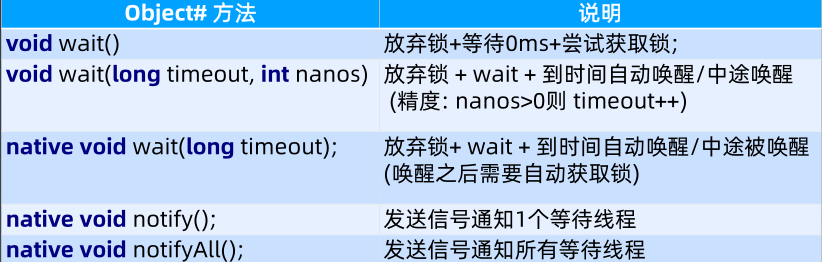 Object# 方法 说明
void wait() 放弃锁+等待0ms+尝试获取锁;
void wait(long timeout, int nanos) 放弃锁 + wait + 到时间自动唤醒/中途唤醒
(精度: nanos>0则 timeout++)
native void wait(long timeout); 放弃锁+ wait + 到时间自动唤醒/中途被唤醒
(唤醒之后需要自动获取锁)
native void notify(); 发送信号通知1个等待线程
native void notifyAll(); 发送信号通知所有等待线程